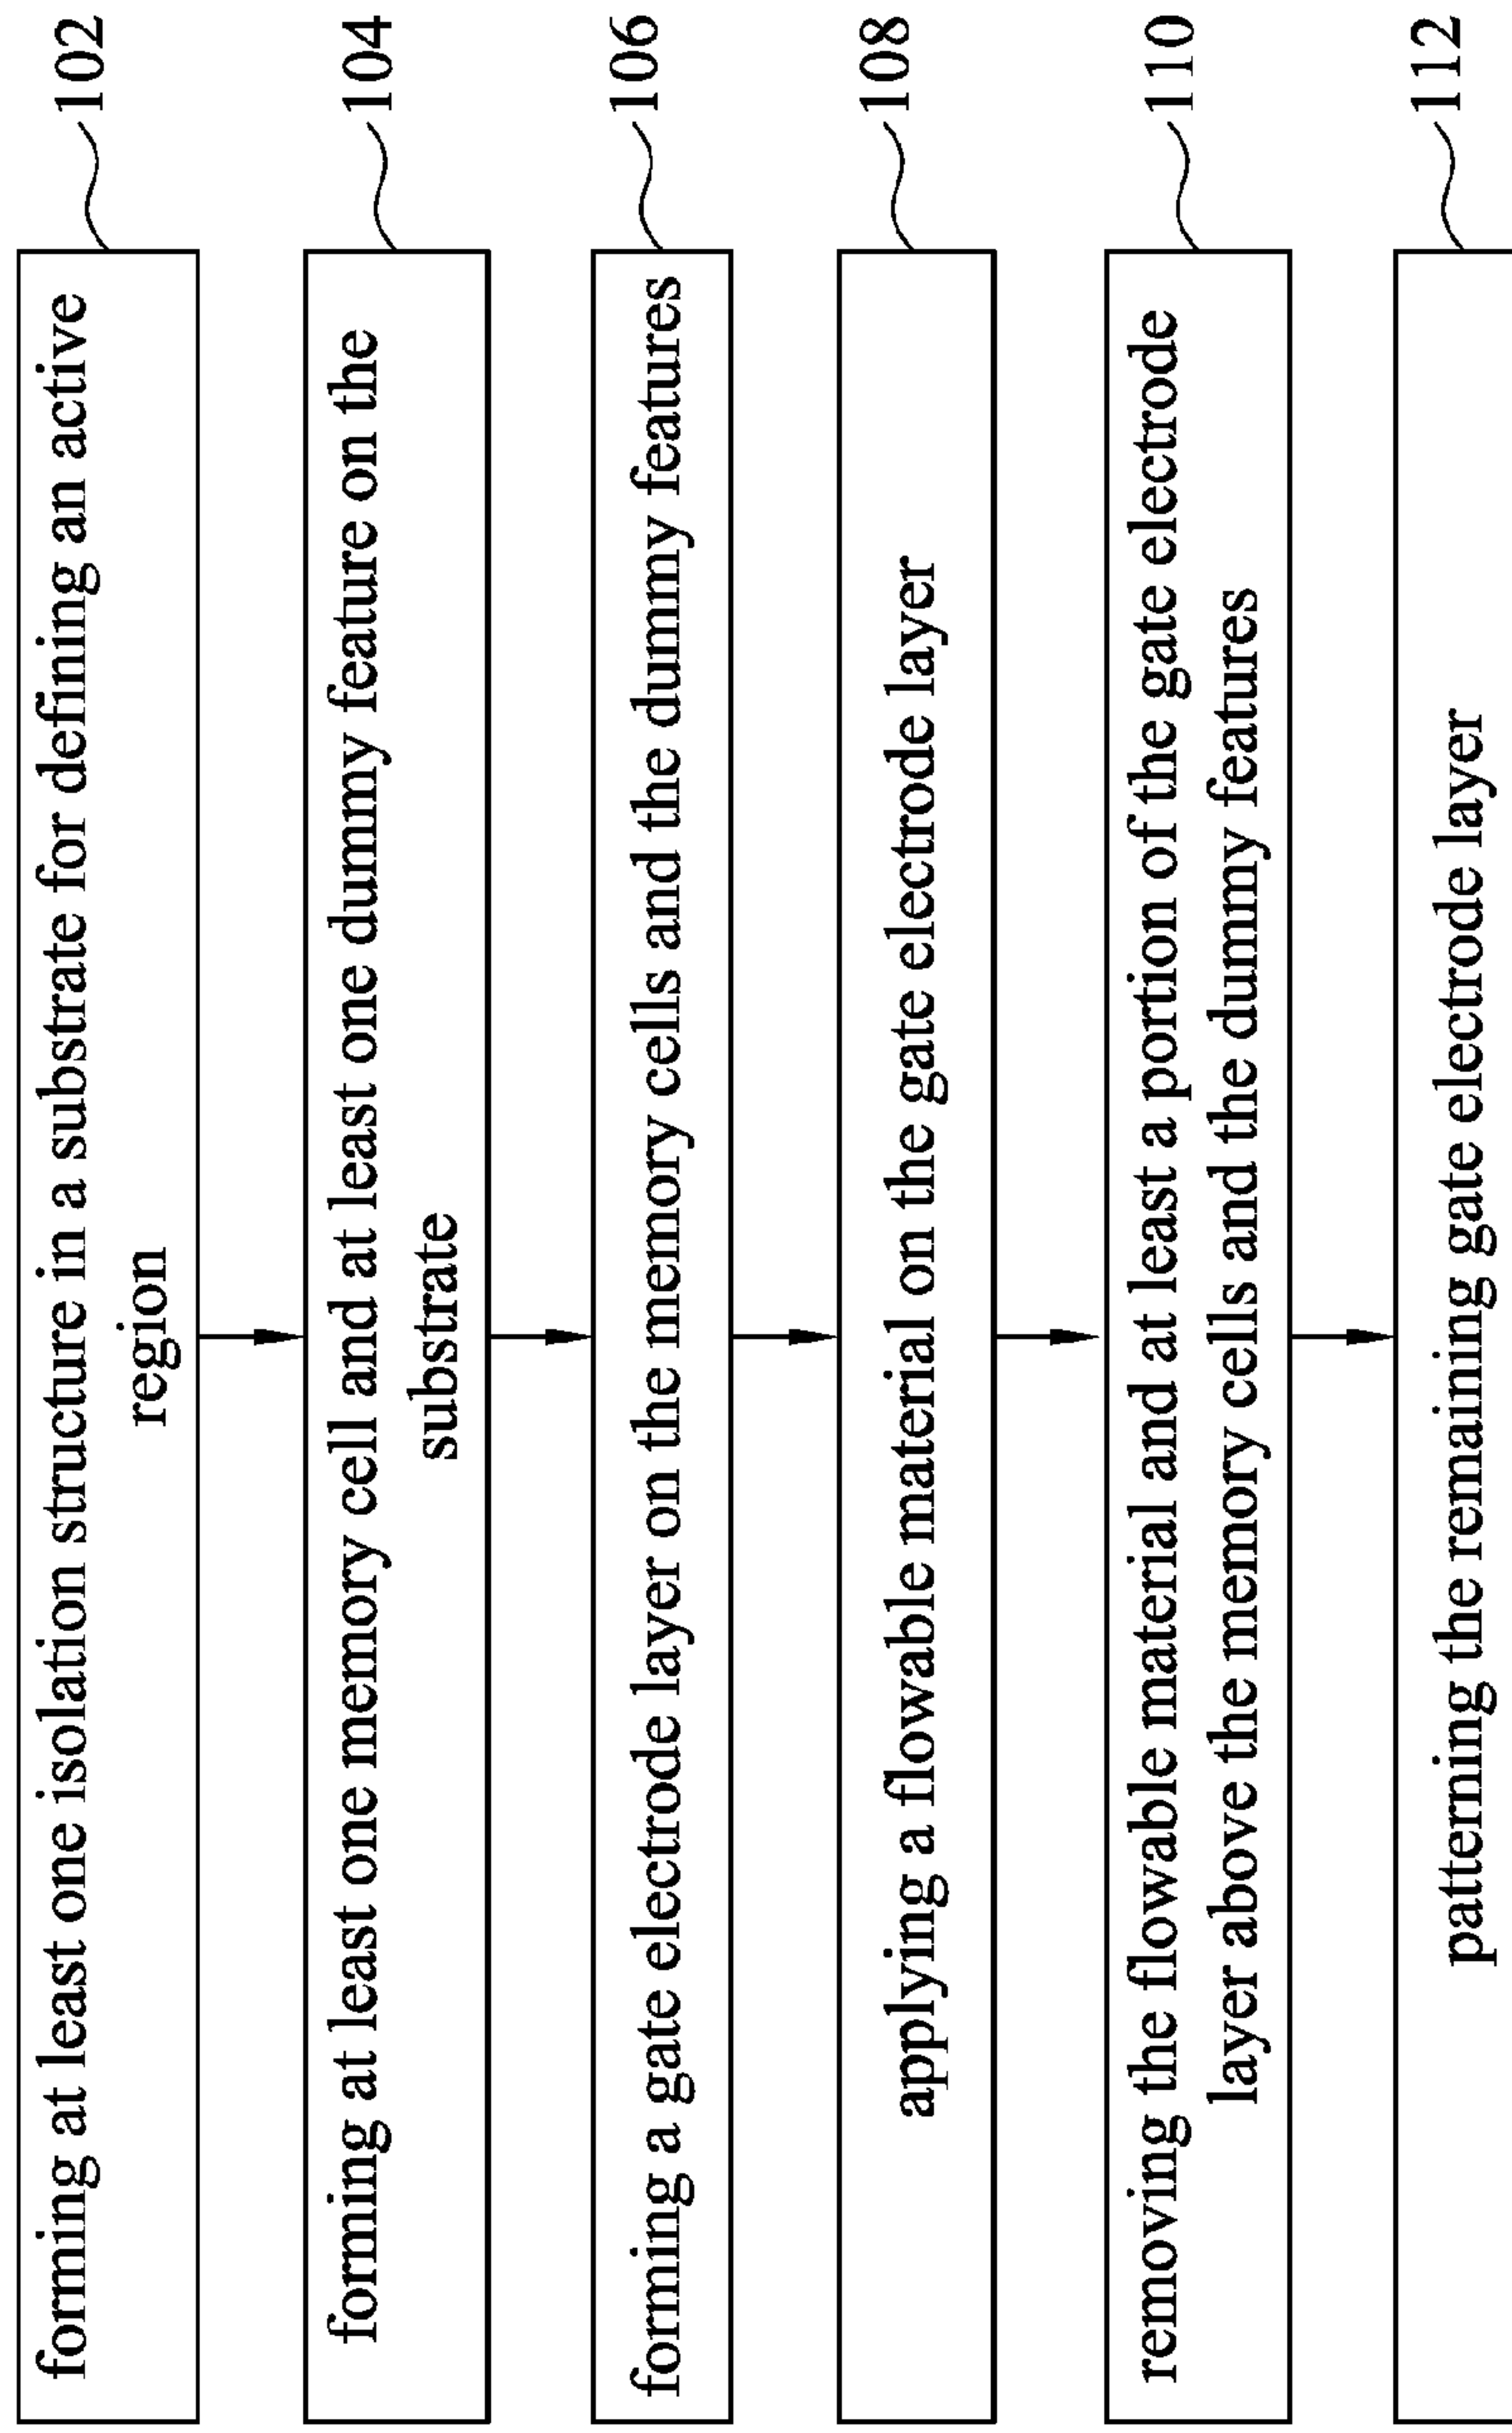 forming at least one isolation structure in a substrate for defining an active
region
102
forming at least one memory cell and at least one dummy feature on the
substrate
104
forming a gate electrode layer on the memory cells and the dummy features
106
applying a flowable material on the gate electrode layer
108
removing the flowable material and at least a portion of the gate electrode
layer above the memory cells and the dummy features
110
patterning the remaining gate electrode layer
112